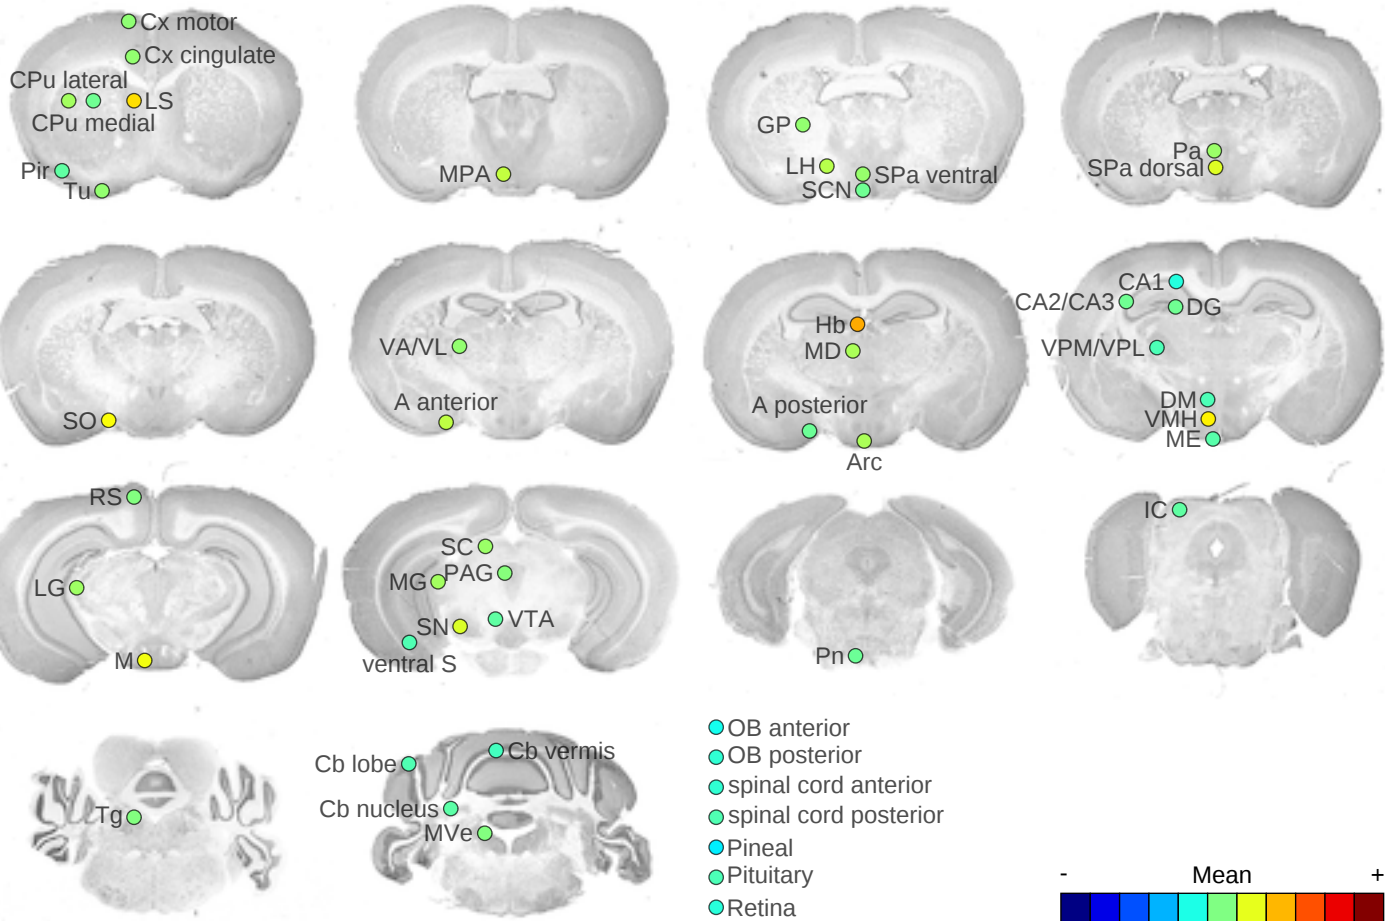 Cx motor
Cx cingulate
CPu lateral
LS
CPu medial
Pir
Tu
MPA
GP
LH
SPa ventral
SCN
Pa
SPa dorsal
SO
VA/VL
A anterior
Hb
MD
A posterior
Arc
CA1
CA2/CA3
DG
VPM/VPL
DM
VMH
ME
RS
LG
M
SC
MG
PAG
SN
VTA
ventral S
Pn
IC
Tg
Cb lobe
Cb vermis
Cb nucleus
MVe
OB anterior
OB posterior
spinal cord anterior
spinal cord posterior
Pineal
Pituitary
Retina
- Mean +